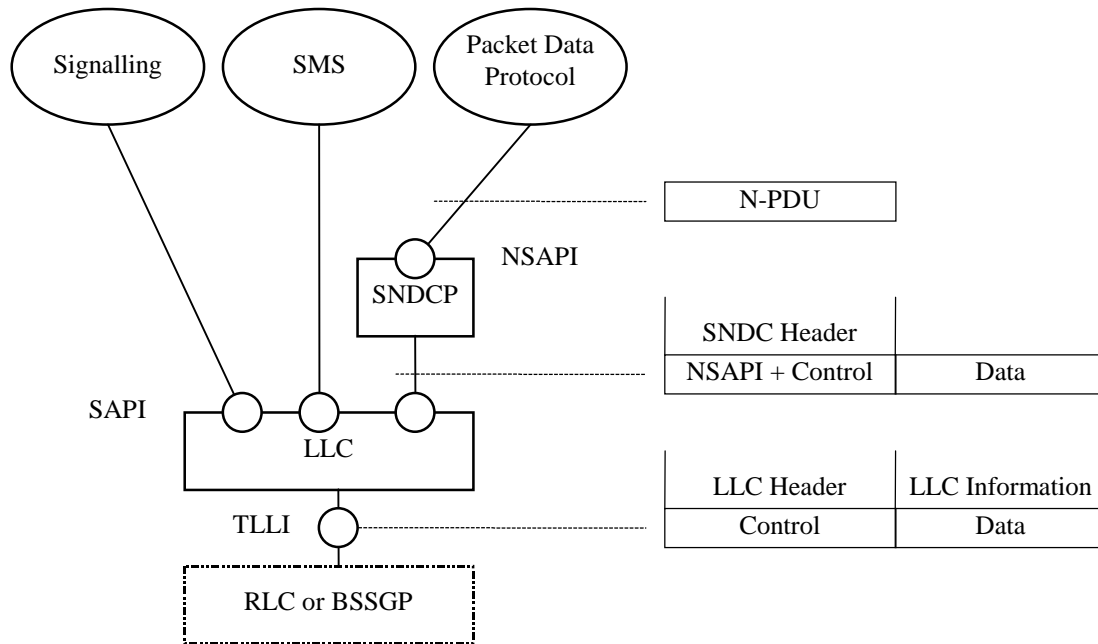 Signalling
SMS
Packet Data
Protocol
N-PDU
NSAPI
SNDCP
SNDC Header
NSAPI + Control
Data
SAPI
LLC
LLC Header
LLC Information
TLLI
Control
Data
RLC or BSSGP